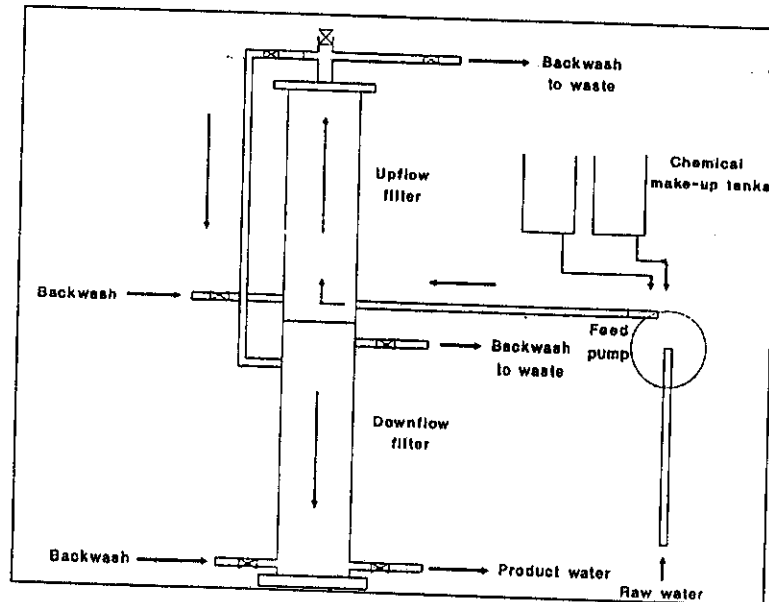 Backwash
to waste
Chemical
make-up tanks
Upflow
filter
Backwash
Feed
pump
Backwash
to waste
Downflow
filter
Backwash
Product water
Raw water